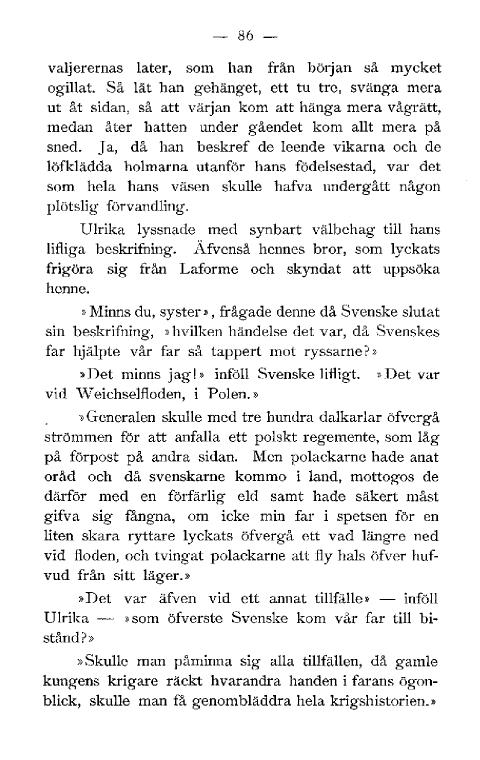 — 86 —
valjerernas later, som han från början så mycket
ogillat. Så lät han gehänget, ett tu tre, svänga mera
ut åt sidan, så att värjan kom att hänga mera vågrätt,
medan åter hatten under gåendet kom allt mera på
sned. Ja, då han beskref de leende vikarna och de
löfklädda holmarna utanför hans födelsestad, var det
som hela hans väsen skulle hafva undergått någon
plötslig förvandling.
Ulrika lyssnade med synbart välbehag till hans
lifliga beskrifning. Äfvenså hennes bror, som lyckats
frigöra sig från Laforme och skyndat att uppsöka
henne.
»Minns du, syster», frågade denne då Svenske slutat
sin beskrifning, »hvilken händelse det var, då Svenskes
far hjälpte vår far så tappert mot ryssarne?»
»Det minns jag!» inföll Svenske lifligt. »Det var
vid Weichselfloden, i Polen.»
»Generalen skulle med tre hundra dalkarlar öfvergå
strömmen för att anfalla ett polskt regemente, som låg
på förpost på andra sidan. Men polackarne hade anat
oråd och då svenskarne kommo i land, mottogos de
därför med en förfärlig eld samt hade säkert måst
gifva sig fångna, om icke min far i spetsen för en
liten skara ryttare lyckats öfvergå ett vad längre ned
vid floden, och tvingat polackarne att fly hals öfver huf-
vud från sitt läger.»
»Det var äfven vid ett annat tillfälle» — inföll
Ulrika — »som öfverste Svenske kom vår far till bi-
stånd?»
»Skulle man påminna sig alla tillfällen, då gamle
kungens krigare räckt hvarandra handen i farans ögon-
blick, skulle man få genombläddra hela krigshistorien.»